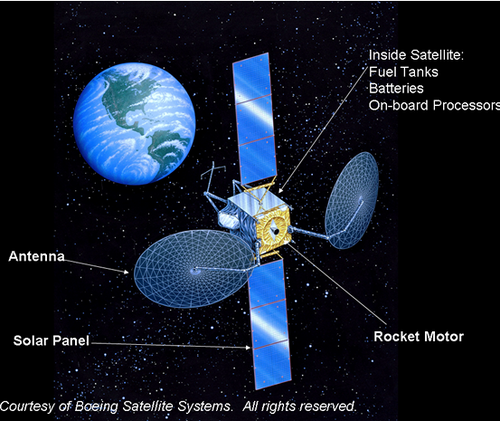 Inside Satellite:
Fuel Tanks
Batteries
On-board Processors
Antenna
Solar Panel
Rocket Motor
Courtesy of Boeing Satellite Systems. All rights reserved.